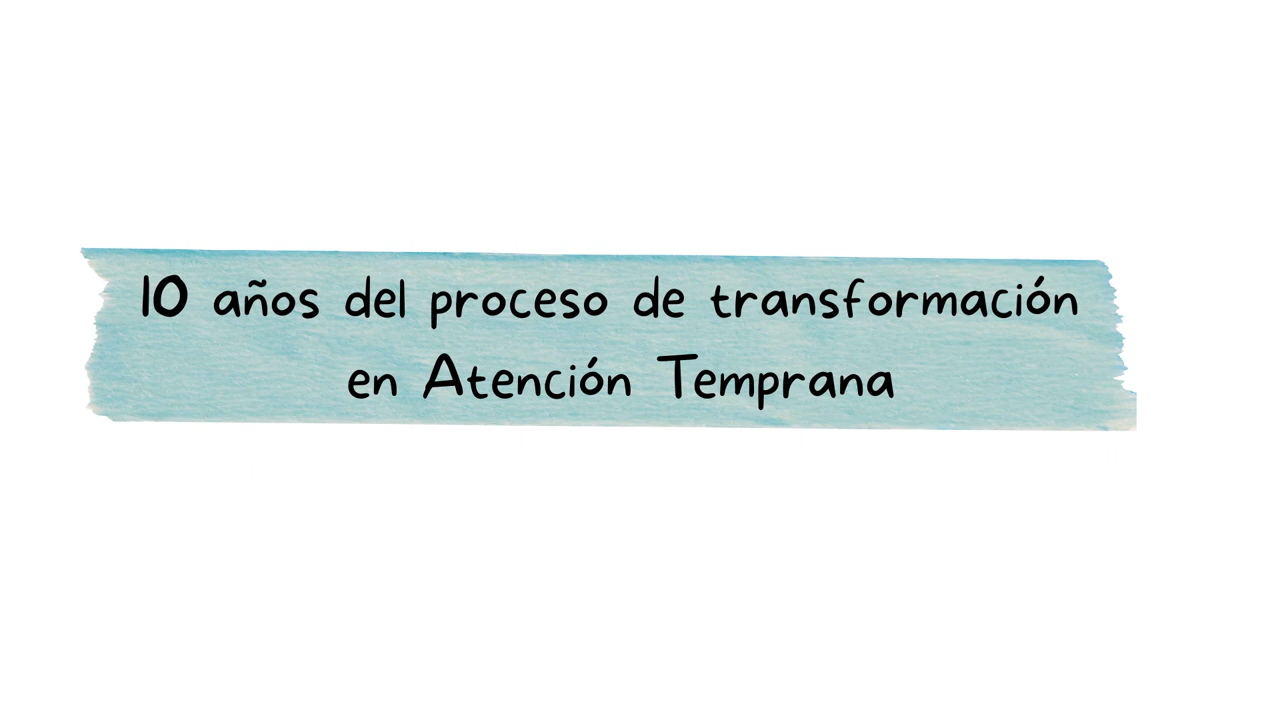 10 años del proceso de transformación
en Atención Temprana